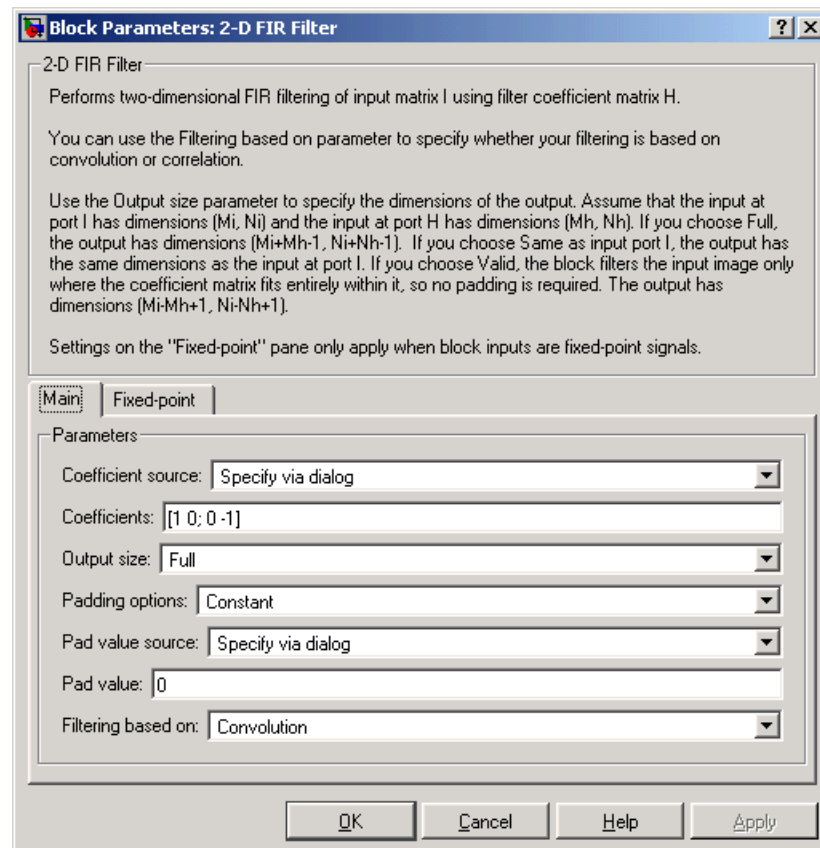 Block Parameters: 2-D FIR Filter
2-D FIR Filter
Performs two-dimensional FIR filtering of input matrix I using filter coefficient matrix H.
You can use the Filtering based on parameter to specify whether your filtering is based on
convolution or correlation.
Use the Output size parameter to specify the dimensions of the output. Assume that the input at
port I has dimensions (Mi, Ni) and the input at port H has dimensions (Mh, Nh). If you choose Full,
the output has dimensions (Mi+Mh-1, Ni+Nh-1).  If you choose Same as input port I, the output has
the same dimensions as the input at port I. If you choose Valid, the block filters the input image only
where the coefficient matrix fits entirely within it, so no padding is required. The output has
dimensions (Mi-Mh+1, Ni-Nh+1).
Settings on the "Fixed-point" pane only apply when block inputs are fixed-point signals.
Main Fixed-point
Parameters
Coefficient source: Specify via dialog
Coefficients: [1 0; 0 -1]
Output size: Full
Padding options: Constant
Pad value source: Specify via dialog
Pad value: 0
Filtering based on: Convolution
OK Cancel Help Apply